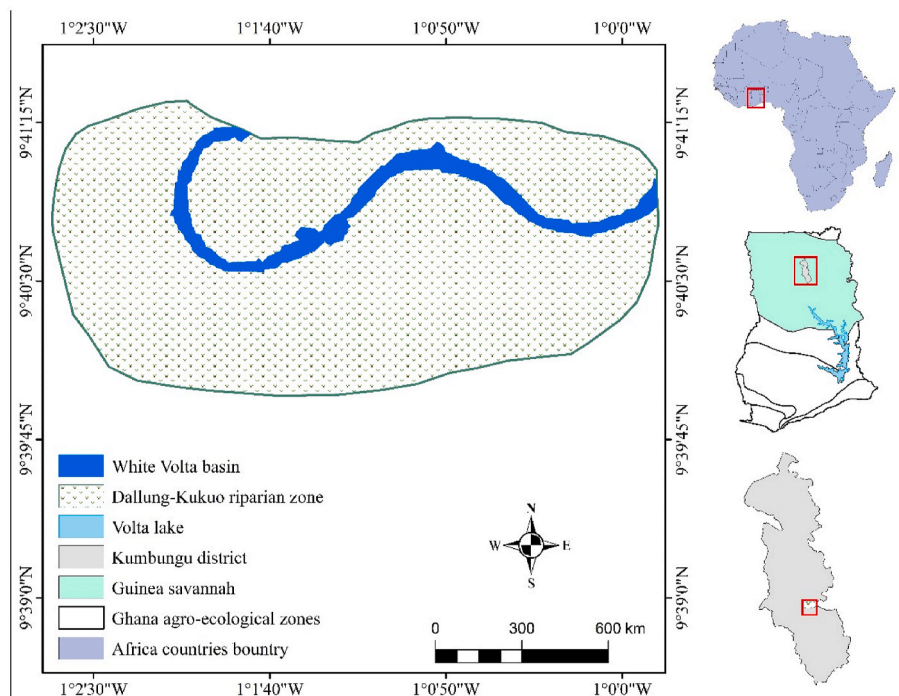 1°2'30"W 1°1'40"W 1°0'50"W 1°0'0"W
9°41'15"N 9°41'15"N
9°40'30"N 9°40'30"N
9°39'45"N 9°39'45"N
9°39'0"N 9°39'0"N
White Volta basin
Dallung-Kukuo riparian zone
Volta lake
Kumbungu district
Guinea savannah
Ghana agro-ecological zones
Africa countries bountry
N
W E
S
0 300 600 km
1°2'30"W 1°1'40"W 1°0'50"W 1°0'0"W